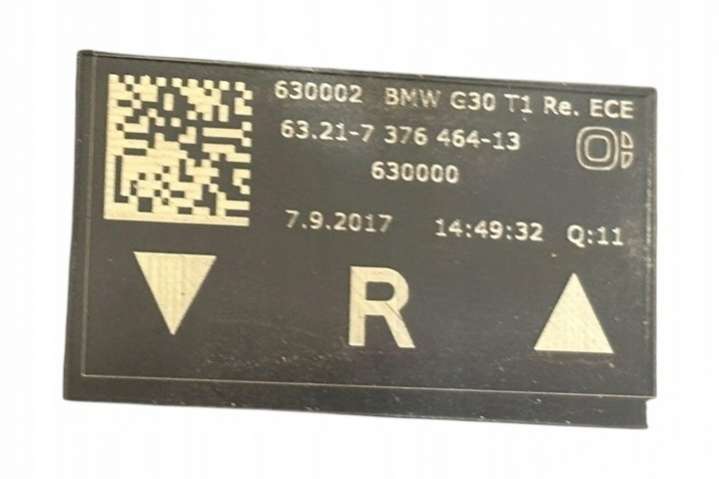 630002 BMW G30 T1 Re. ECE
63.21-7 376 464-13
630000
7.9.2017 14:49:32 Q:11
R